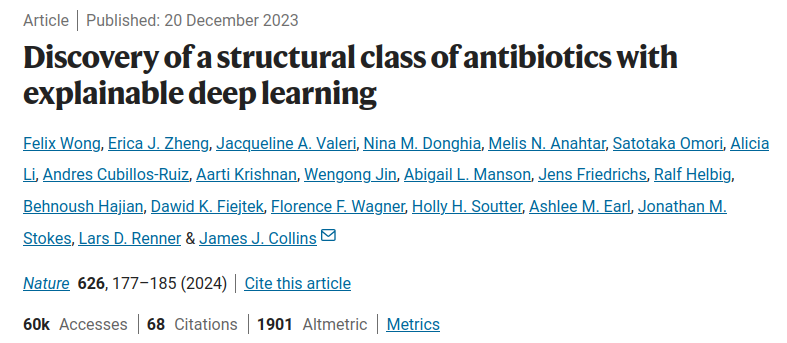 Article | Published: 20 December 2023
Discovery of a structural class of antibiotics with
explainable deep learning
Felix Wong, Erica J. Zheng, Jacqueline A. Valeri, Nina M. Donghia, Melis N. Anahtar, Satotaka Omori, Alicia
Li, Andres Cubillos-Ruiz, Aarti Krishnan, Wengong Jin, Abigail L. Manson, Jens Friedrichs, Ralf Helbig,
Behnoush Hajian, Dawid K. Fiejtek, Florence F. Wagner, Holly H. Soutter, Ashlee M. Earl, Jonathan M.
Stokes, Lars D. Renner & James J. Collins
Nature 626, 177–185 (2024) | Cite this article
60k Accesses | 68 Citations | 1901 Altmetric | Metrics